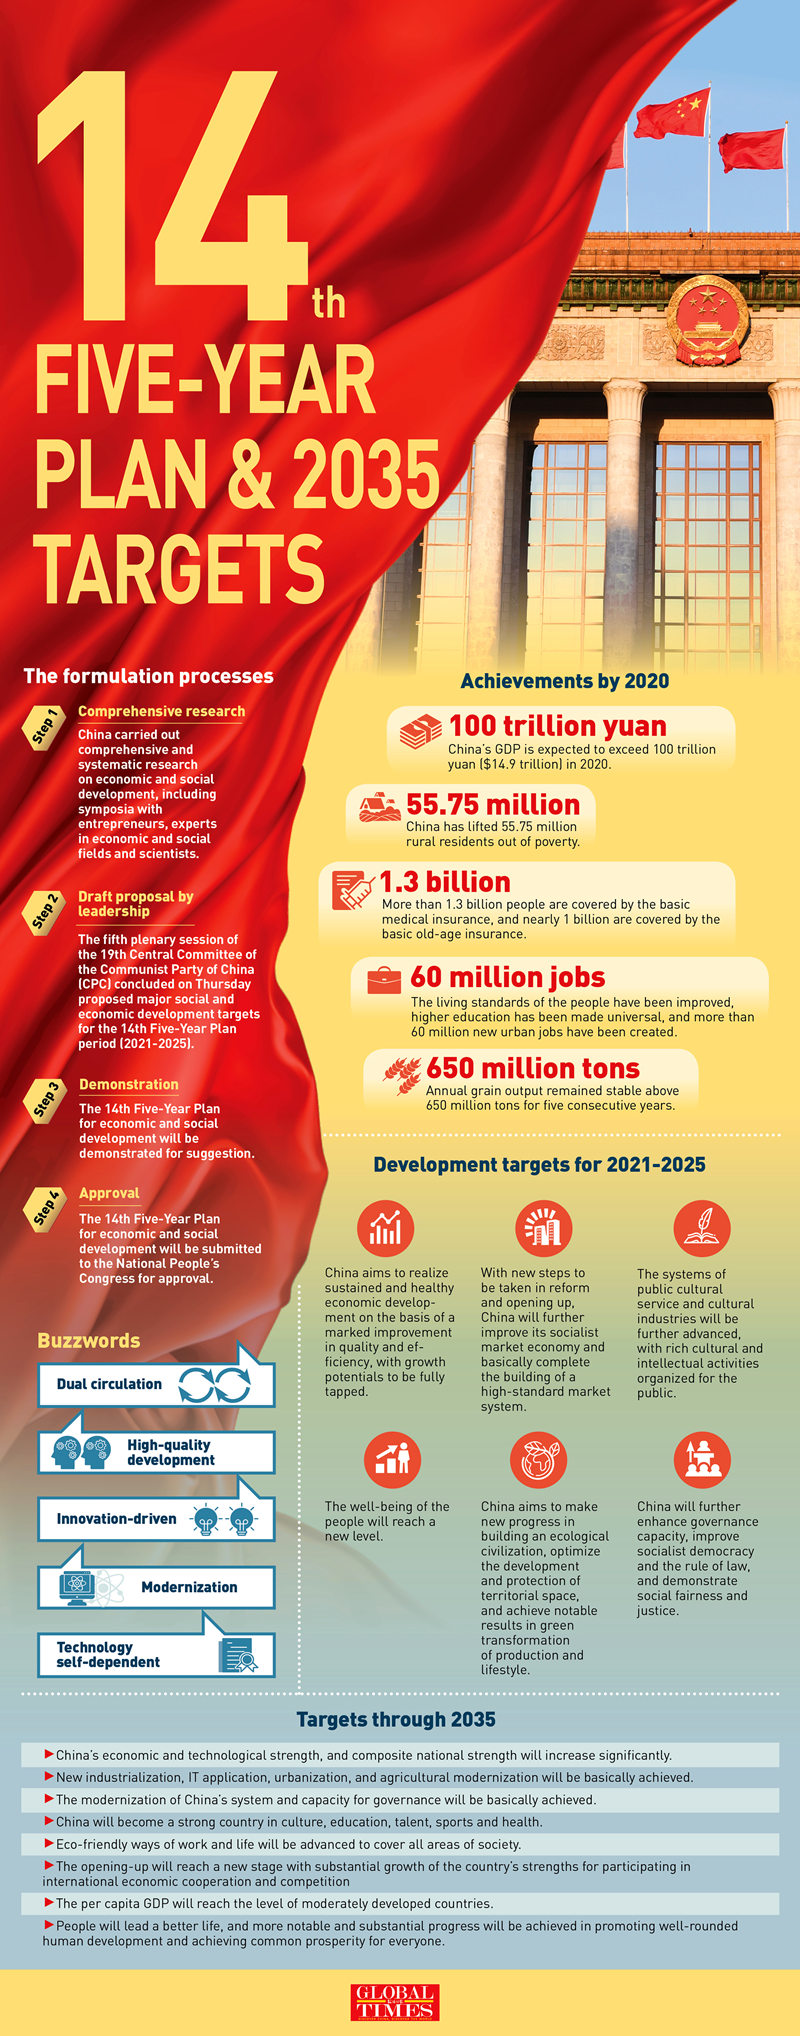 14th
FIVE-YEAR
PLAN & 2035
TARGETS
The formulation processes
Step 1
Comprehensive research
China carried out
comprehensive and
systematic research
on economic and social
development, including
symposia with
entrepreneurs, experts
in economic and social
fields and scientists.
Step 2
Draft proposal by
leadership
The fifth plenary session of
the 19th Central Committee of
the Communist Party of China
(CPC) concluded on Thursday
proposed major social and
economic development targets
for the 14th Five-Year Plan
period (2021-2025).
Step 3
Demonstration
The 14th Five-Year Plan
for economic and social
development will be
demonstrated for suggestion.
Step 4
Approval
The 14th Five-Year Plan
for economic and social
development will be submitted
to the National People's
Congress for approval.
Buzzwords
Dual circulation
High-quality
development
Innovation-driven
Modernization
Technology
self-dependent
Achievements by 2020
100 trillion yuan
China's GDP is expected to exceed 100 trillion
yuan ($14.9 trillion) in 2020.
55.75 million
China has lifted 55.75 million
rural residents out of poverty.
1.3 billion
More than 1.3 billion people are covered by the basic
medical insurance, and nearly 1 billion are covered by the
basic old-age insurance.
60 million jobs
The living standards of the people have been improved,
higher education has been made universal, and more than
60 million new urban jobs have been created.
650 million tons
Annual grain output remained stable above
650 million tons for five consecutive years.
Development targets for 2021-2025
China aims to realize
sustained and healthy
economic develop-
ment on the basis of a
marked improvement
in quality and ef-
ficiency, with growth
potentials to be fully
tapped.
With new steps to
be taken in reform
and opening up,
China will further
improve its socialist
market economy and
basically complete
the building of a
high-standard market
system.
The systems of
public cultural
service and cultural
industries will be
further advanced,
with rich cultural and
intellectual activities
organized for the
public.
The well-being of the
people will reach a
new level.
China aims to make
new progress in
building an ecological
civilization, optimize
the development
and protection of
territorial space,
and achieve notable
results in green
transformation
of production and
lifestyle.
China will further
enhance governance
capacity, improve
socialist democracy
and the rule of law,
and demonstrate
social fairness and
justice.
Targets through 2035
China's economic and technological strength, and composite national strength will increase significantly.
New industrialization, IT application, urbanization, and agricultural modernization will be basically achieved.
The modernization of China's system and capacity for governance will be basically achieved.
China will become a strong country in culture, education, talent, sports and health.
Eco-friendly ways of work and life will be advanced to cover all areas of society.
The opening-up will reach a new stage with substantial growth of the country's strengths for participating in
international economic cooperation and competition
The per capita GDP will reach the level of moderately developed countries.
People will lead a better life, and more notable and substantial progress will be achieved in promoting well-rounded
human development and achieving common prosperity for everyone.
GLOBAL
TIMES
DISCOVER CHINA, DISCOVER THE WORLD